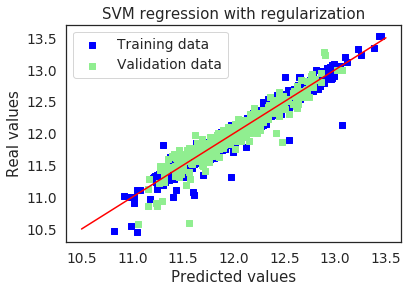 SVM regression with regularization
Training data
Validation data
Real values
13.5
13.0
12.5
12.0
11.5
11.0
10.5
10.5 11.0 11.5 12.0 12.5 13.0 13.5
Predicted values